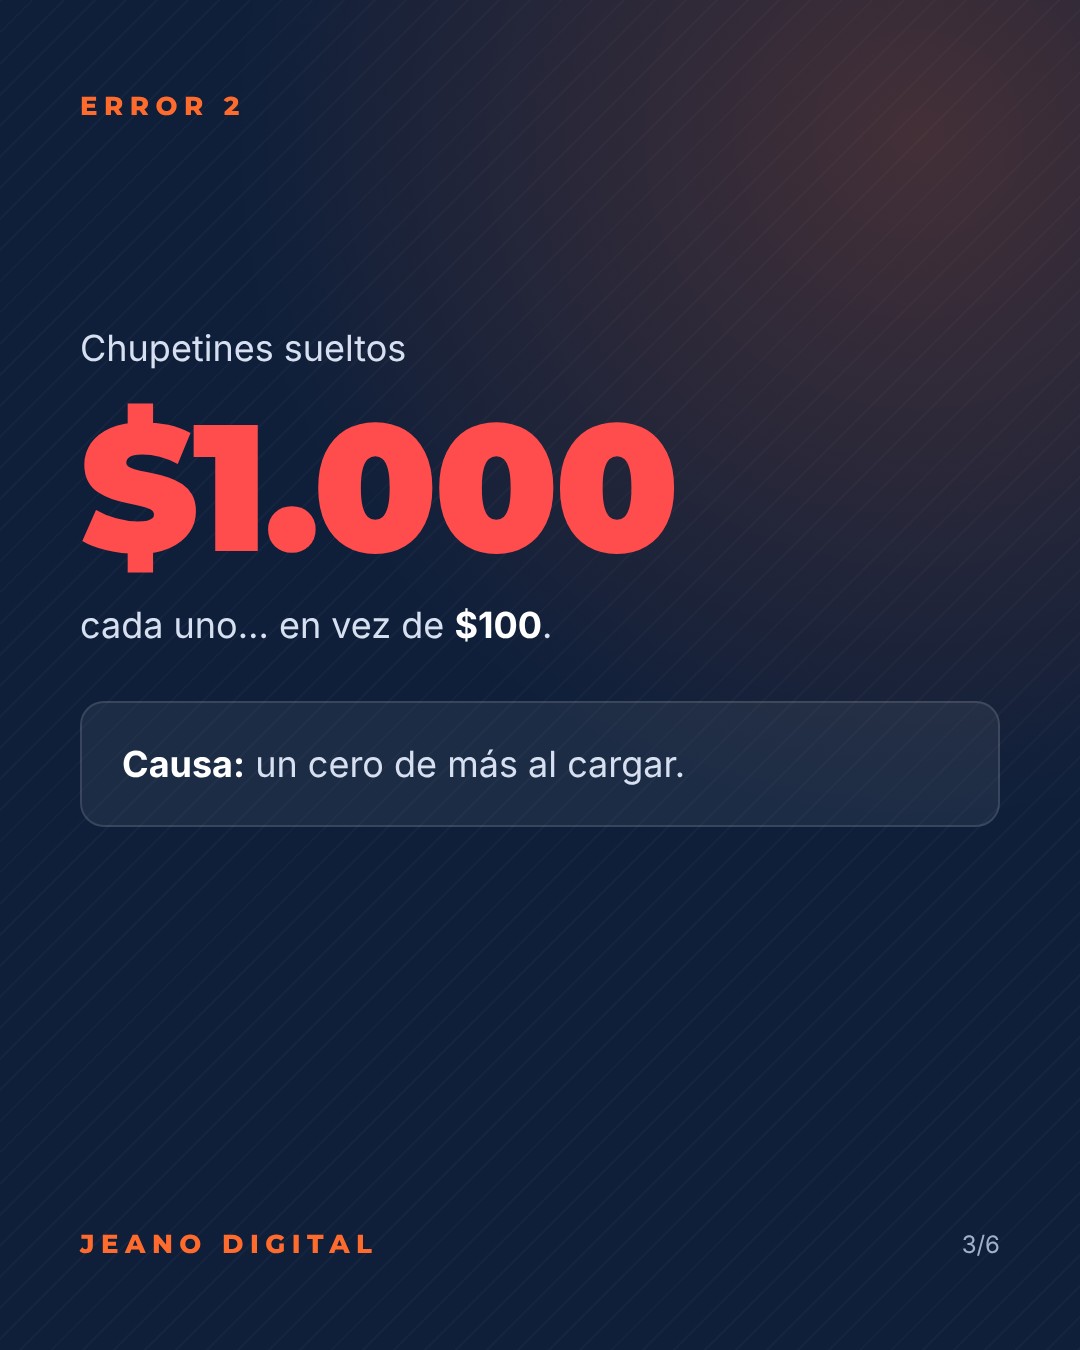 ERROR 2
Chupetines sueltos
$1.000
cada uno... en vez de $100.
Causa: un cero de más al cargar.
JEANO DIGITAL
3/6